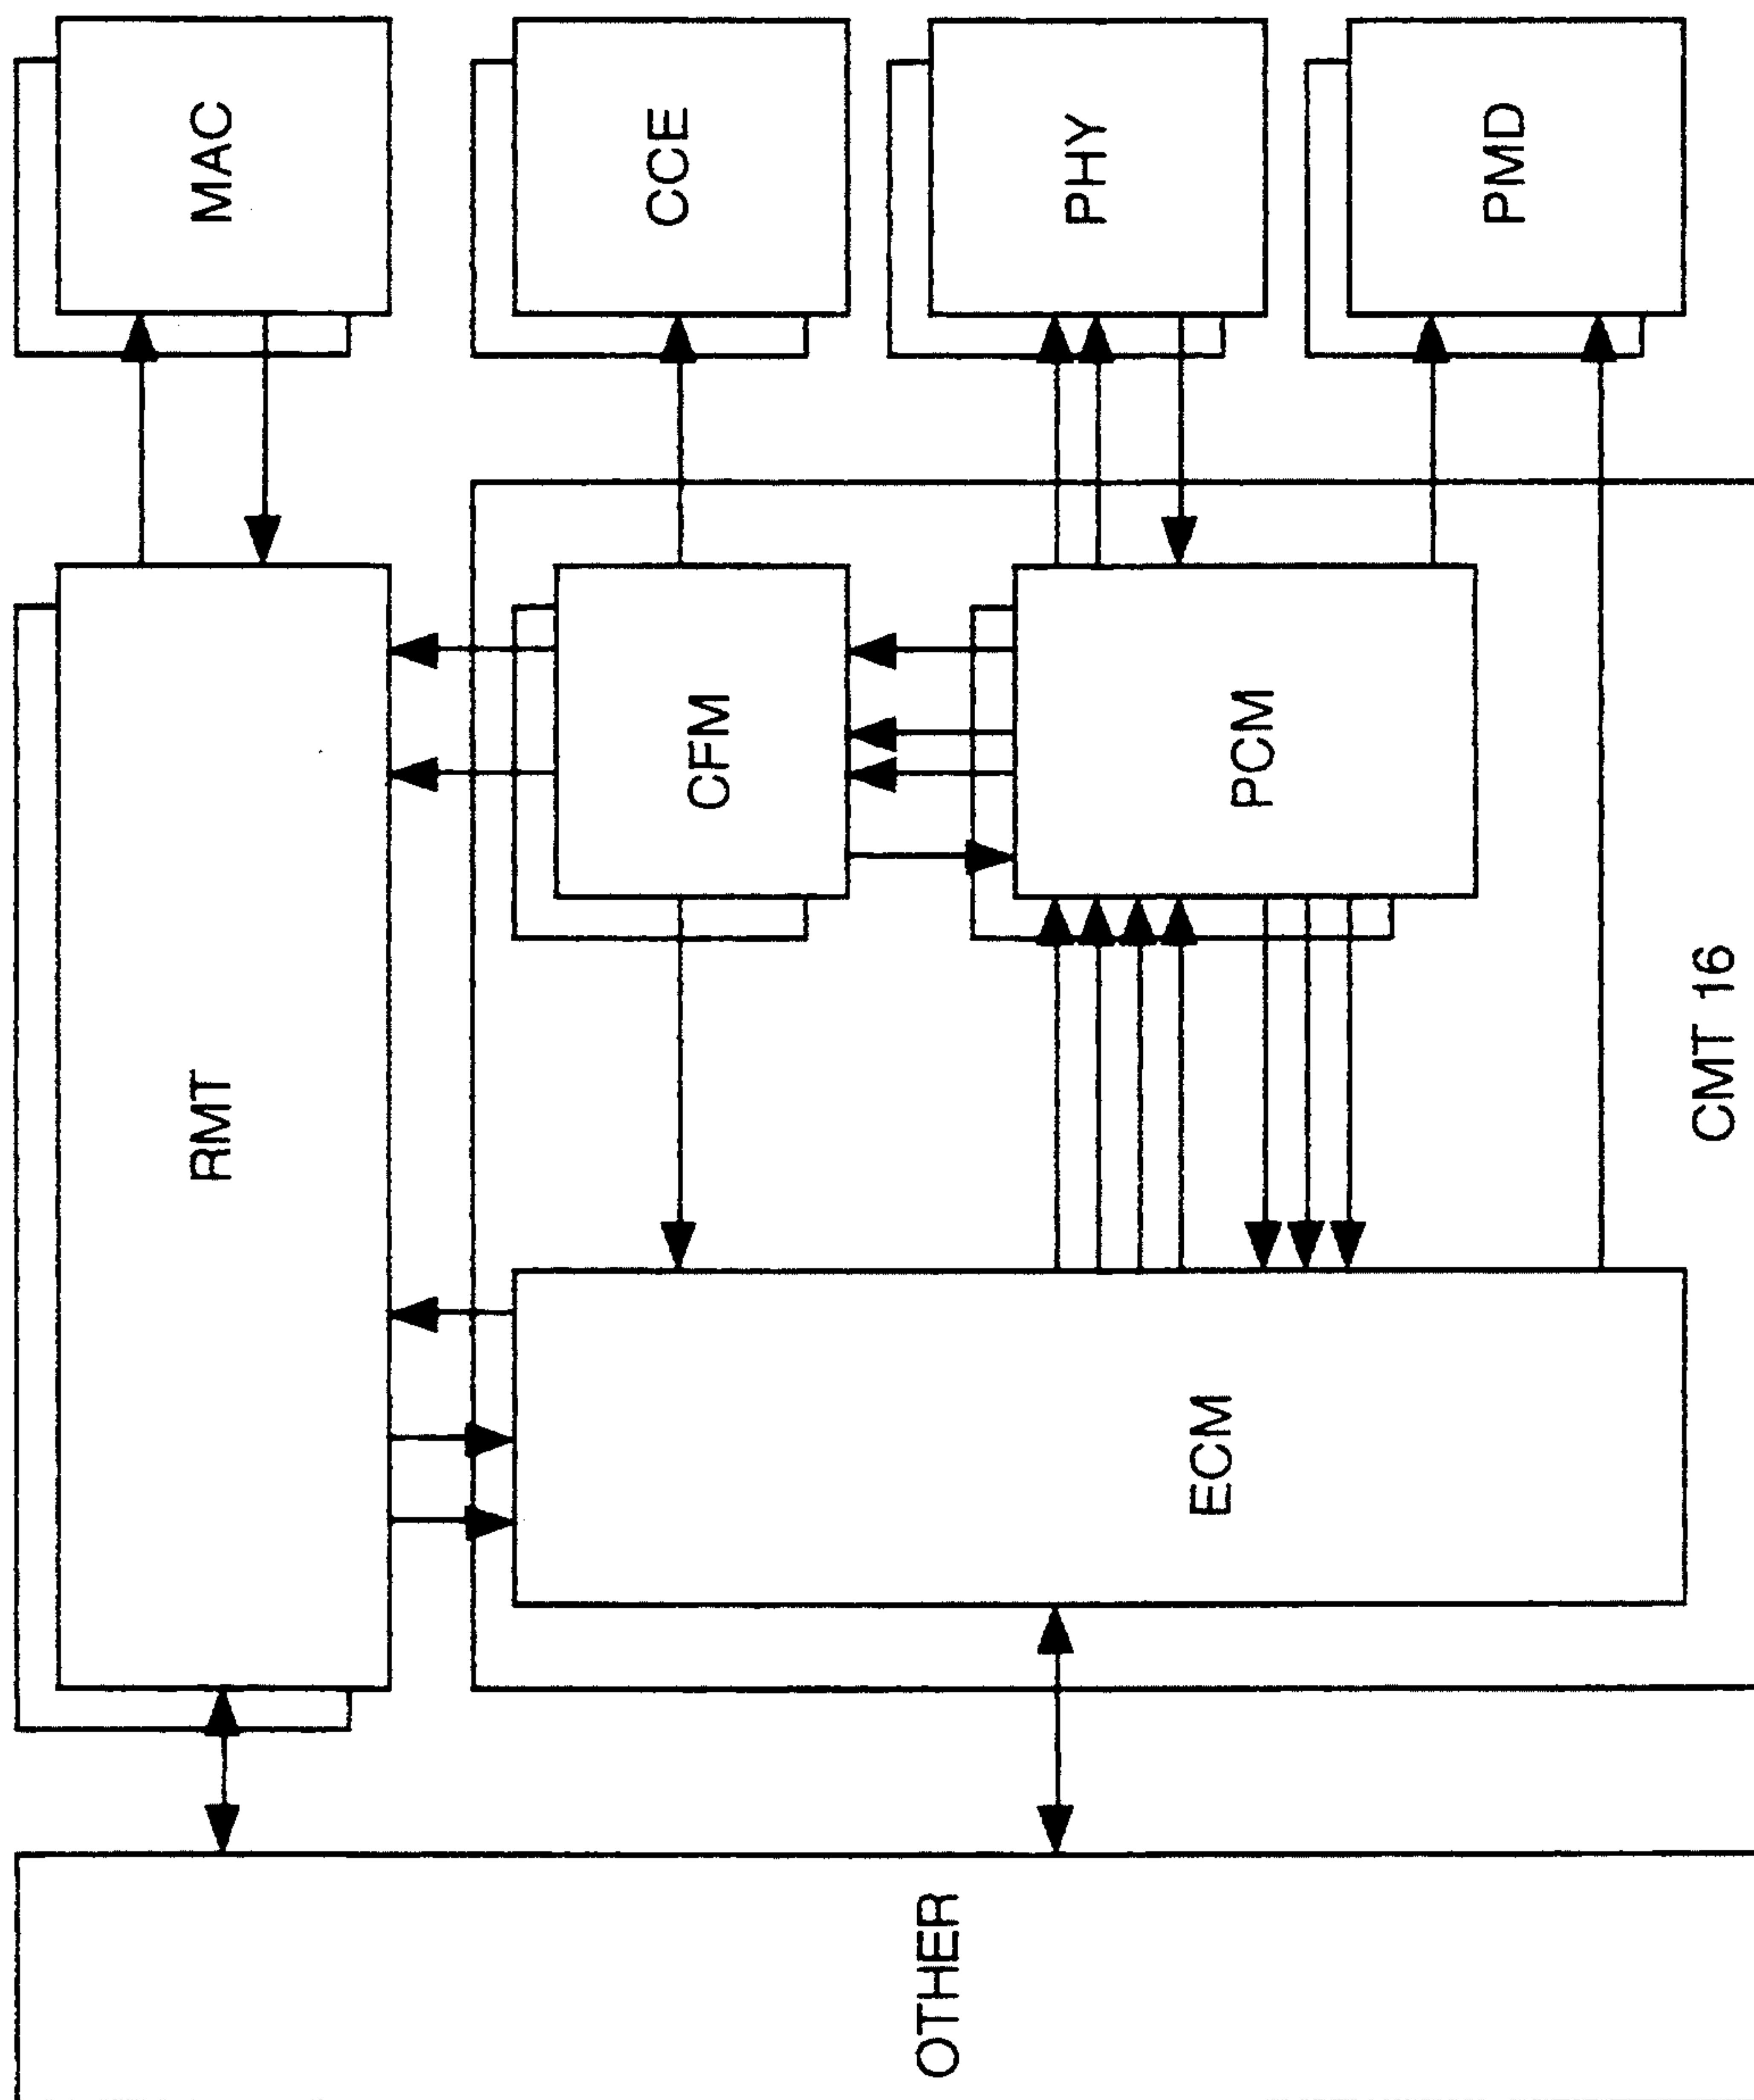 MAC
CCE
PHY
PMD
RMT
CFM
PCM
ECM
CMT 16
OTHER